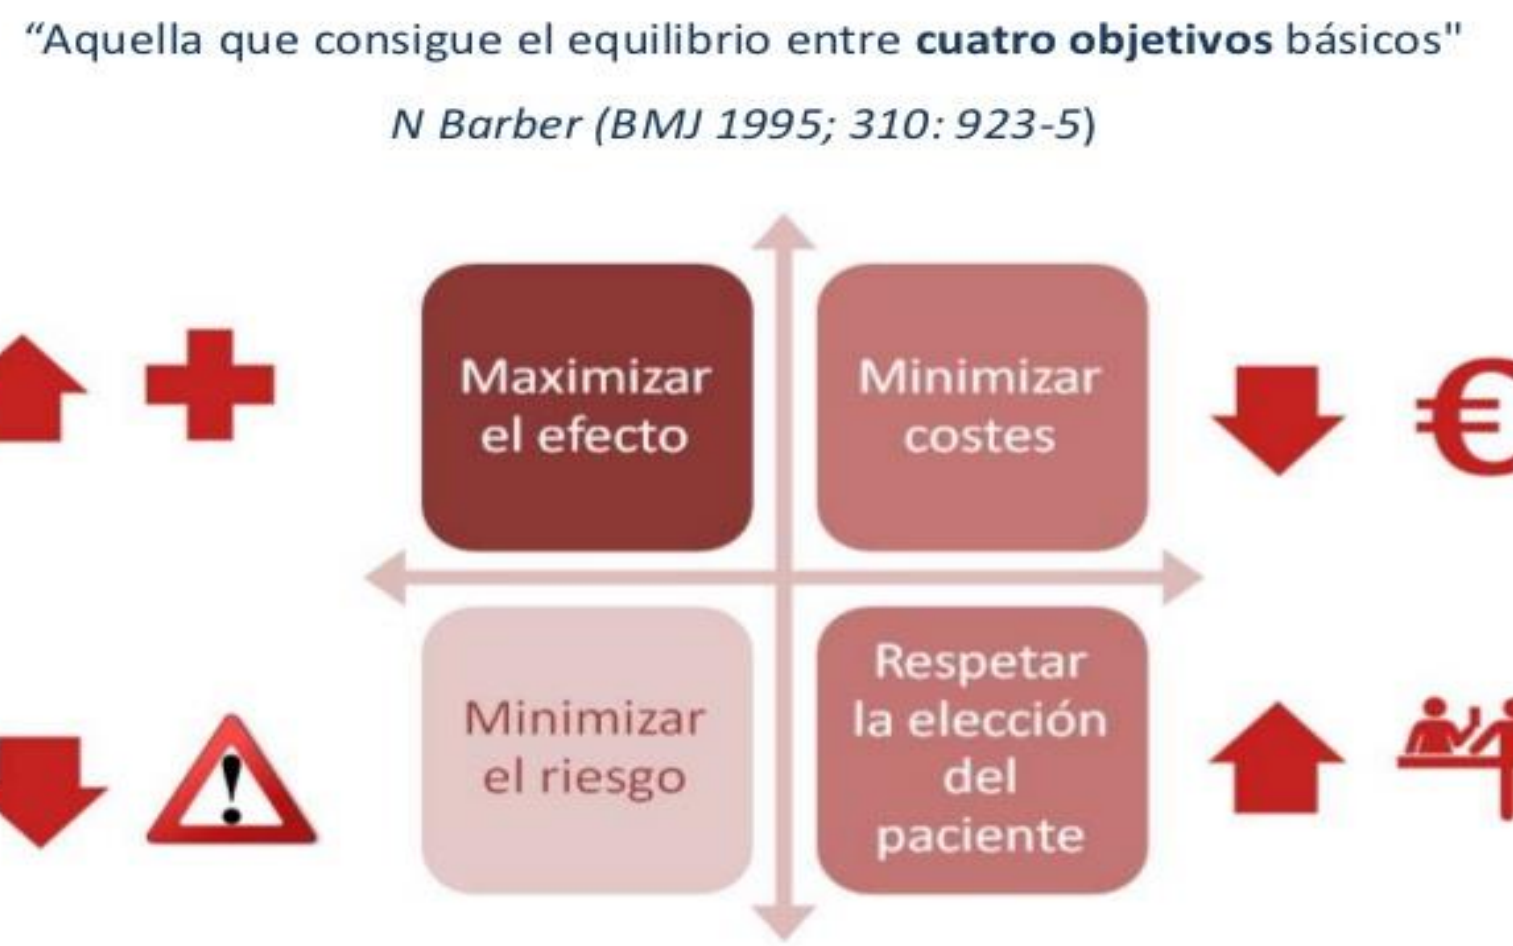 “Aquella que consigue el equilibrio entre cuatro objetivos básicos"
N Barber (BMJ 1995; 310: 923-5)
Maximizar
el efecto
Minimizar
costes
€
Minimizar
el riesgo
Respetar
la elección
del
paciente